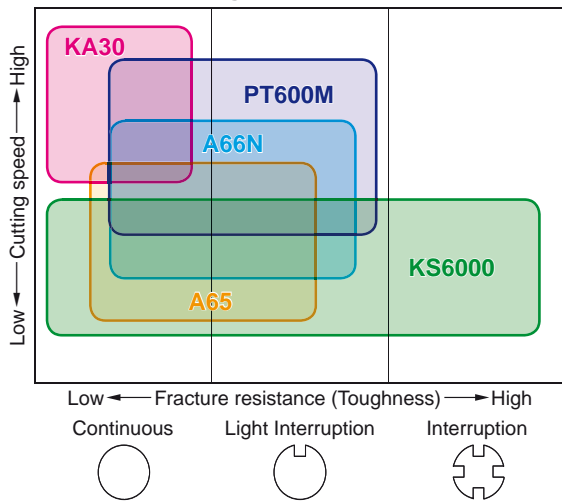 KA30
PT600M
A66N
KS6000
A65
Low ← Cutting speed → High
Low ← Fracture resistance (Toughness) → High
Continuous Light Interruption Interruption